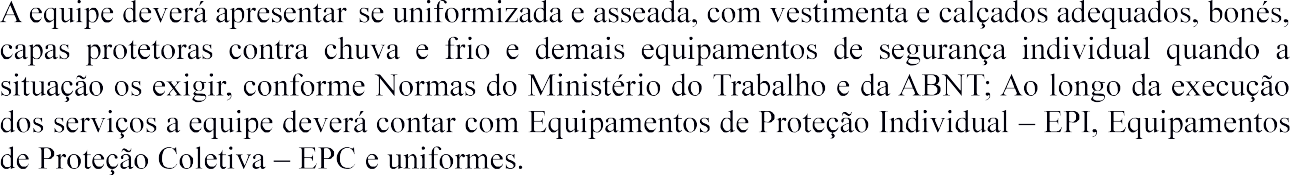 A equipe deverá apresentar se uniformizada e asseada, com vestimenta e calçados adequados, bonés,
capas protetoras contra chuva e frio e demais equipamentos de segurança individual quando a
situação os exigir, conforme Normas do Ministério do Trabalho e da ABNT; Ao longo da execução
dos serviços a equipe deverá contar com Equipamentos de Proteção Individual – EPI, Equipamentos
de Proteção Coletiva – EPC e uniformes.